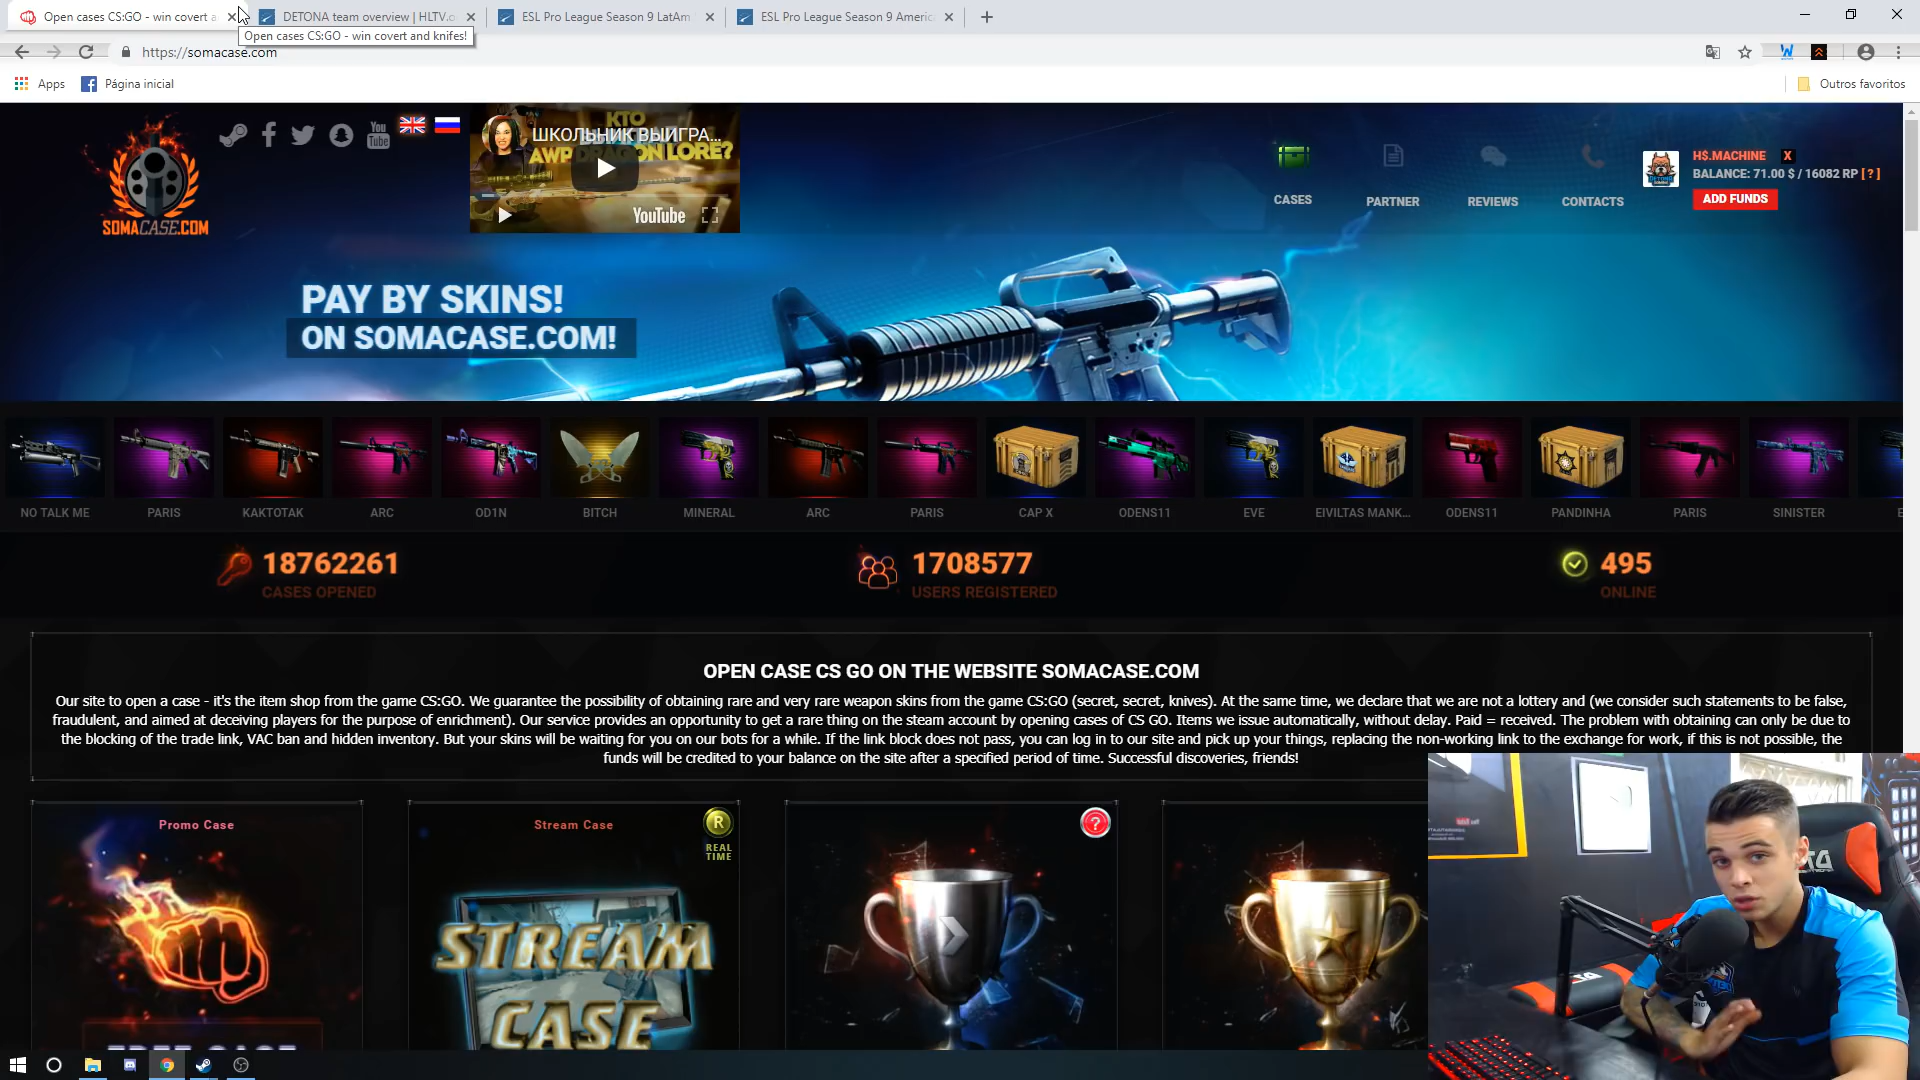 Open cases CS:GO - win covert a
DETONA team overview | HLTV.o
ESL Pro League Season 9 LatAm
ESL Pro League Season 9 Americ
Open cases CS:GO - win covert and knifes!
https://somacase.com
Apps
Página inicial
Outros favoritos
SOMACASE.COM
You
Tube
КТО
ШКОЛЬНИК ВЫИГРА...
AWP DRAGON LORE?
YouTube
CASES
PARTNER
REVIEWS
CONTACTS
H$.MACHINE X
BALANCE: 71.00 $ / 16082 RP [ ? ]
ADD FUNDS
PAY BY SKINS!
ON SOMACASE.COM!
NO TALK ME
PARIS
KAKTOTAK
ARC
OD1N
BITCH
MINERAL
ARC
PARIS
CAP X
ODENS11
EVE
EIVILTAS MANK...
ODENS11
PANDINHA
PARIS
SINISTER
18762261
CASES OPENED
1708577
USERS REGISTERED
495
ONLINE
OPEN CASE CS GO ON THE WEBSITE SOMACASE.COM
Our site to open a case - it's the item shop from the game CS:GO. We guarantee the possibility of obtaining rare and very rare weapon skins from the game CS:GO (secret, secret, knives). At the same time, we declare that we are not a lottery and (we consider such statements to be false,
fraudulent, and aimed at deceiving players for the purpose of enrichment). Our service provides an opportunity to get a rare thing on the steam account by opening cases of CS GO. Items we issue automatically, without delay. Paid = received. The problem with obtaining can only be due to
the blocking of the trade link, VAC ban and hidden inventory. But your skins will be waiting for you on our bots for a while. If the link block does not pass, you can log in to our site and pick up your things, replacing the non-working link to the exchange for work, if this is not possible, the
funds will be credited to your balance on the site after a specified period of time. Successful discoveries, friends!
Promo Case
Stream Case
R
REAL
TIME
?
STREAM
CASE
FREE CASE